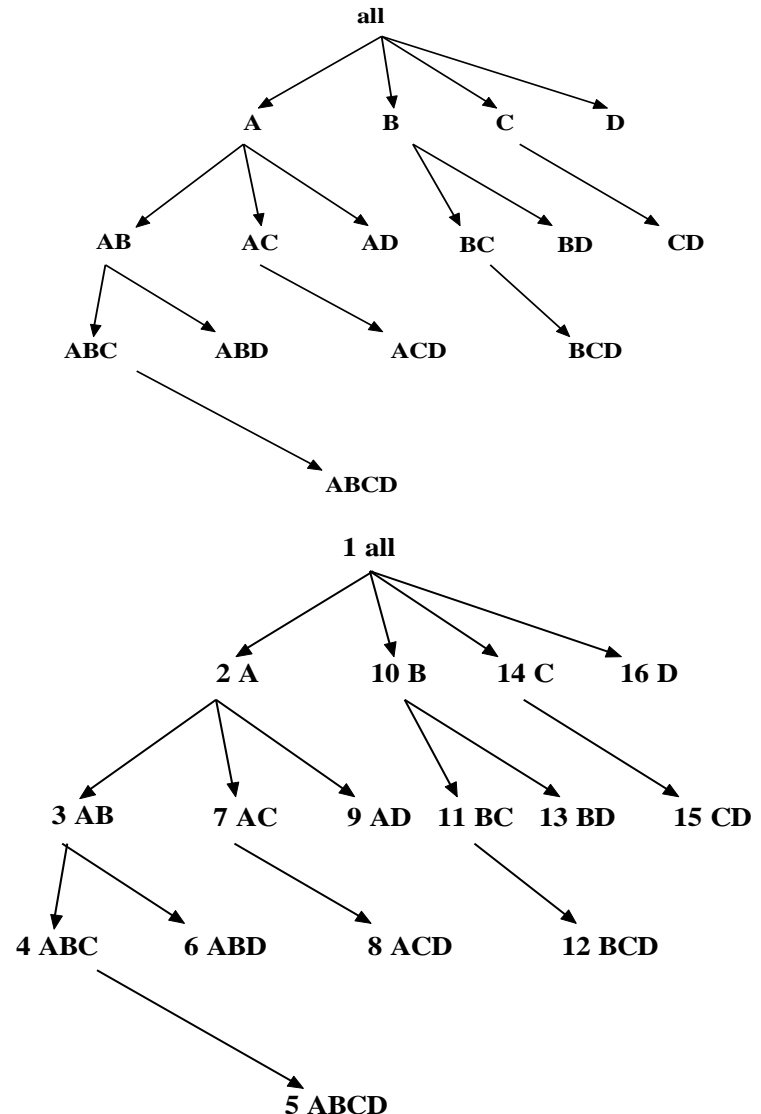 all
A B C D
AB AC AD BC BD CD
ABC ABD ACD BCD
ABCD
1 all
2 A 10 B 14 C 16 D
3 AB 7 AC 9 AD 11 BC 13 BD 15 CD
4 ABC 6 ABD 8 ACD 12 BCD
5 ABCD